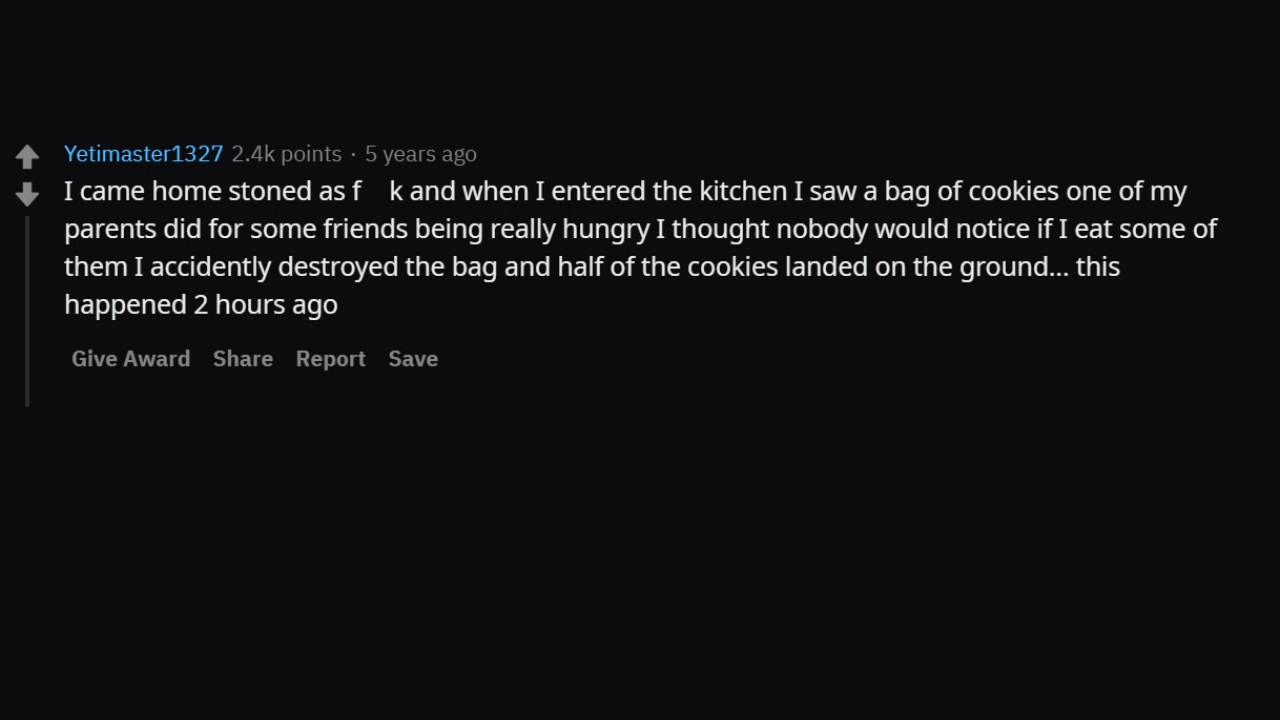 Yetimaster1327 2.4k points · 5 years ago
I came home stoned as f k and when I entered the kitchen I saw a bag of cookies one of my
parents did for some friends being really hungry I thought nobody would notice if I eat some of
them I accidently destroyed the bag and half of the cookies landed on the ground... this
happened 2 hours ago
Give Award Share Report Save